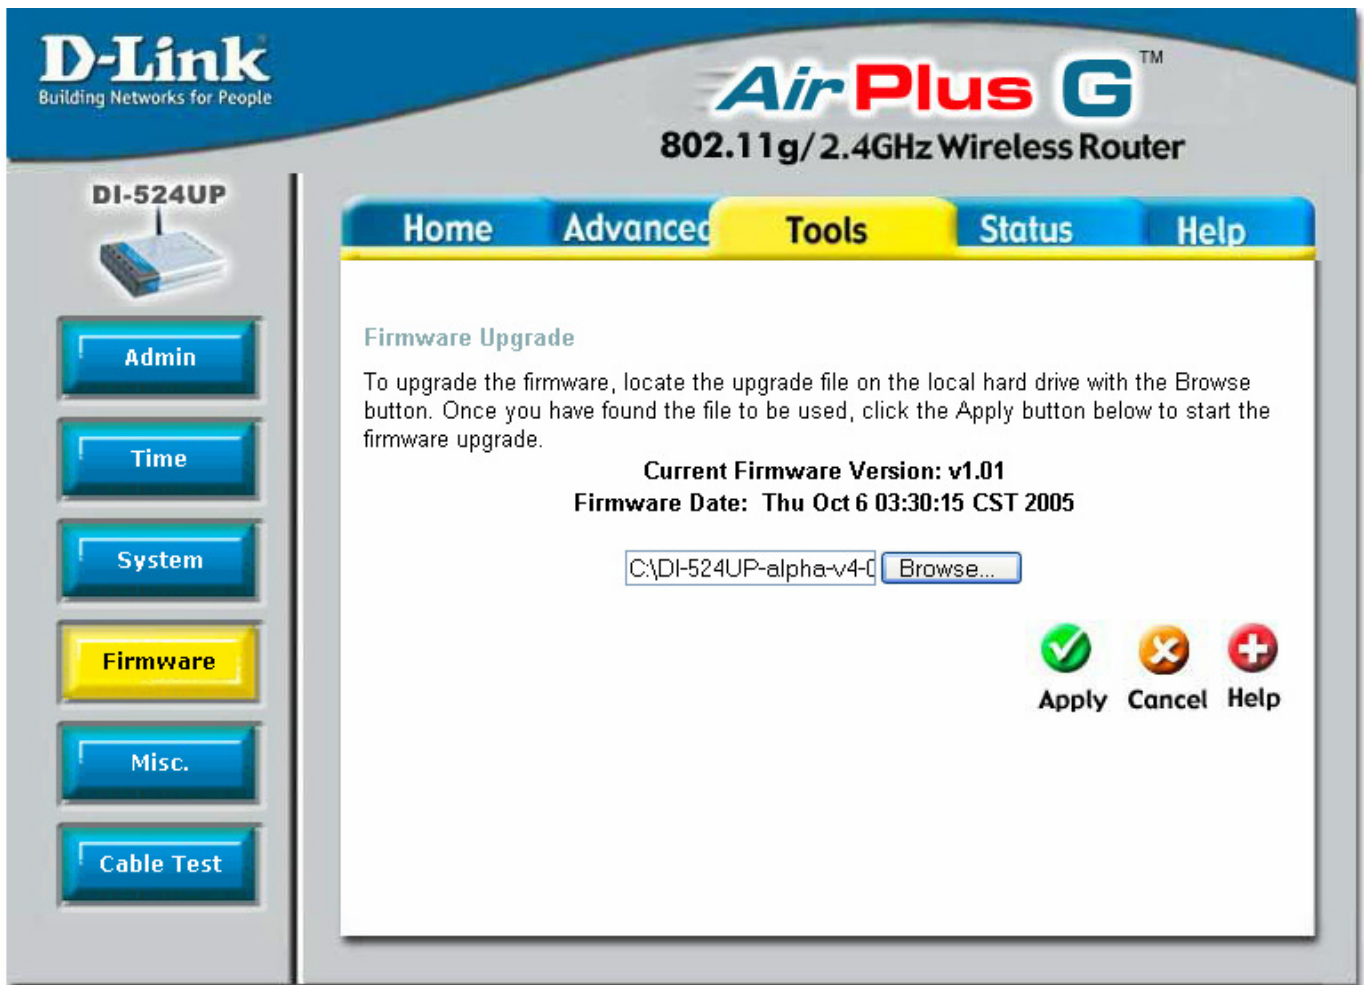 D-Link
Building Networks for People
AirPlus G™
802.11g/2.4GHz Wireless Router
DI-524UP
Home Advanced Tools Status Help
Admin
Time
System
Firmware
Misc.
Cable Test
Firmware Upgrade
To upgrade the firmware, locate the upgrade file on the local hard drive with the Browse
button. Once you have found the file to be used, click the Apply button below to start the
firmware upgrade.
Current Firmware Version: v1.01
Firmware Date: Thu Oct 6 03:30:15 CST 2005
C:\DI-524UP-alpha-v4-0 Browse...
Apply Cancel Help